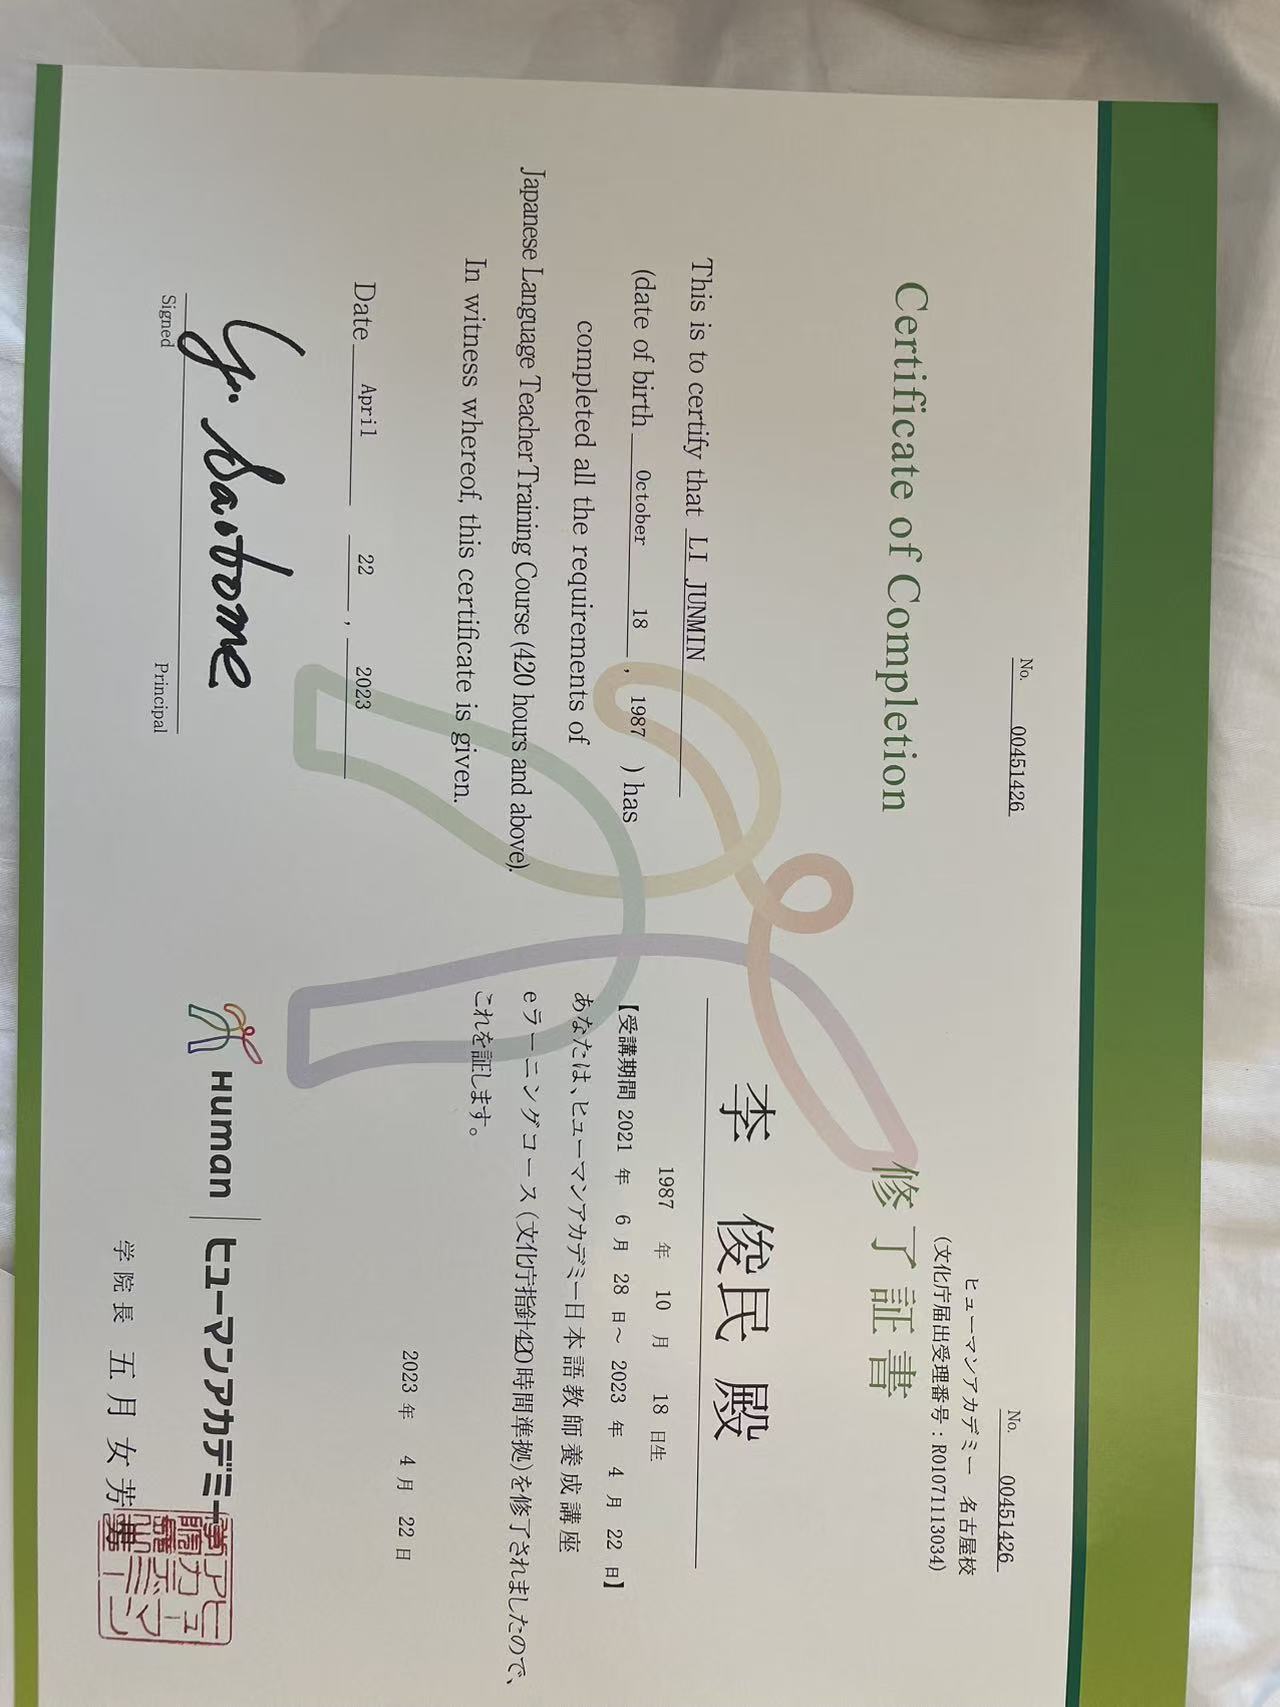 No. 00451426
Certificate of Completion
This is to certify that LI JUNMIN
(date of birth October 18, 1987) has
completed all the requirements of
Japanese Language Teacher Training Course (420 hours and above).
In witness whereof, this certificate is given.
Date April 22, 2023
Y. Saotome
Signed Principal
No. 00451426
ヒューマンアカデミー 名古屋校
(文化庁届出受理番号:R0107111303​4)
修了証書
李 俊民 殿
1987 年 10 月 18 日生
【受講期間 2021 年 6 月 28 日~ 2023 年 4 月 22 日】
あなたは、ヒューマンアカデミー日本語教師養成講座
eラーニングコース(文化庁指針420時間準拠)を修了されましたので、
これを証します。
2023 年 4 月 22 日
Human ヒューマンアカデミー
学院長 五月女 芳